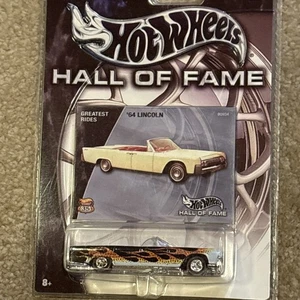 Hot Wheels
HALL OF FAME
GREATEST
RIDES
'64 LINCOLN
Hot Wheels
HALL OF FAME
8+